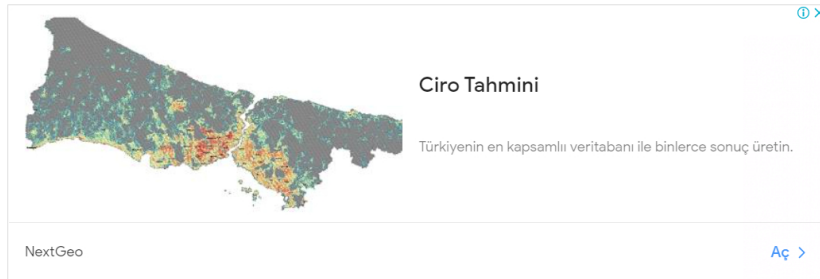 Ciro Tahmini
Türkiyenin en kapsamlıı veritabanı ile binlerce sonuç üretin.
NextGeo
Aç